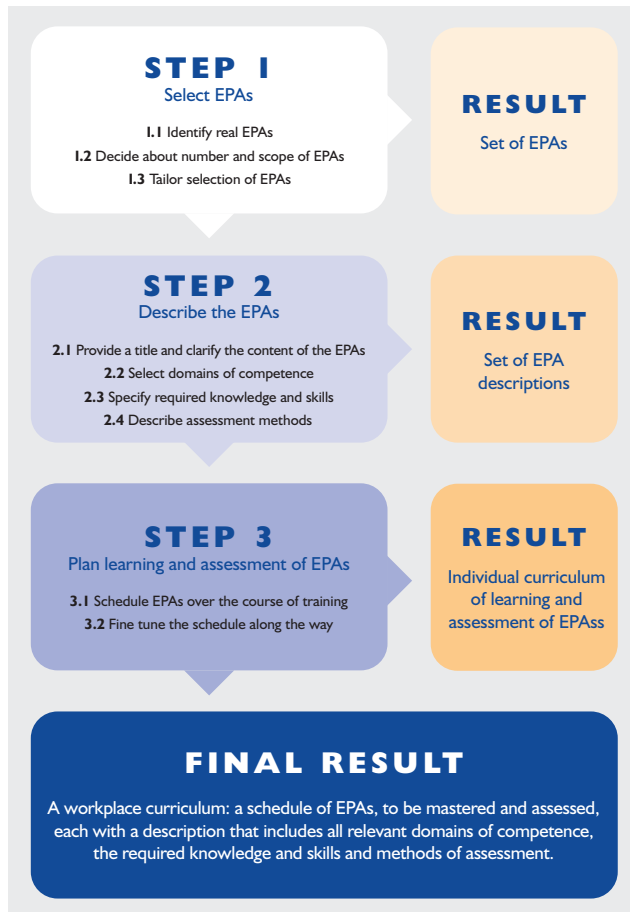 STEP 1
Select EPAs
1.1 Identify real EPAs
1.2 Decide about number and scope of EPAs
1.3 Tailor selection of EPAs
RESULT
Set of EPAs
STEP 2
Describe the EPAs
2.1 Provide a title and clarify the content of the EPAs
2.2 Select domains of competence
2.3 Specify required knowledge and skills
2.4 Describe assessment methods
RESULT
Set of EPA
descriptions
STEP 3
Plan learning and assessment of EPAs
3.1 Schedule EPAs over the course of training
3.2 Fine tune the schedule along the way
RESULT
Individual curriculum
of learning and
assessment of EPAss
FINAL RESULT
A workplace curriculum: a schedule of EPAs, to be mastered and assessed,
each with a description that includes all relevant domains of competence,
the required knowledge and skills and methods of assessment.